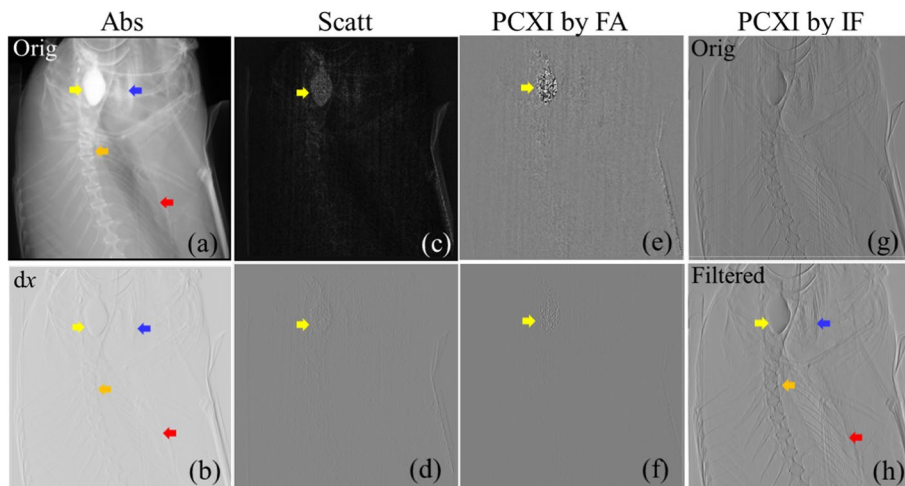 Abs Scatt PCXI by FA PCXI by IF
Orig Orig
(a) (c) (e) (g)
dx Filtered
(b) (d) (f) (h)